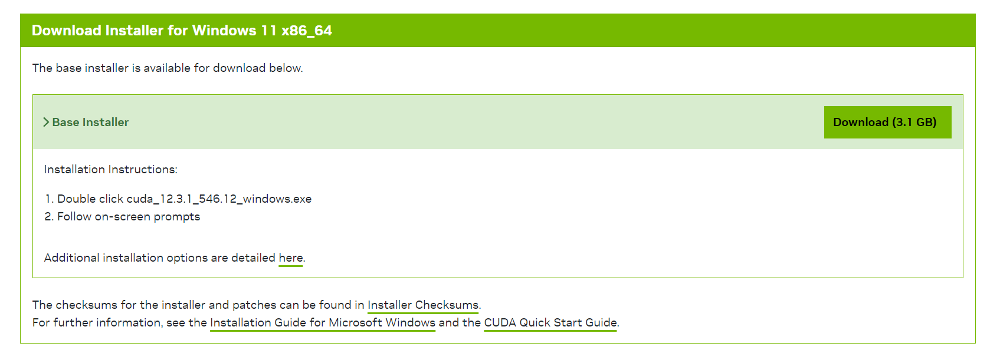 Download Installer for Windows 11 x86_64
The base installer is available for download below.
Base Installer
Download (3.1 GB)
Installation Instructions:
1. Double click cuda_12.3.1_546.12_windows.exe
2. Follow on-screen prompts
Additional installation options are detailed here.
The checksums for the installer and patches can be found in Installer Checksums.
For further information, see the Installation Guide for Microsoft Windows and the CUDA Quick Start Guide.